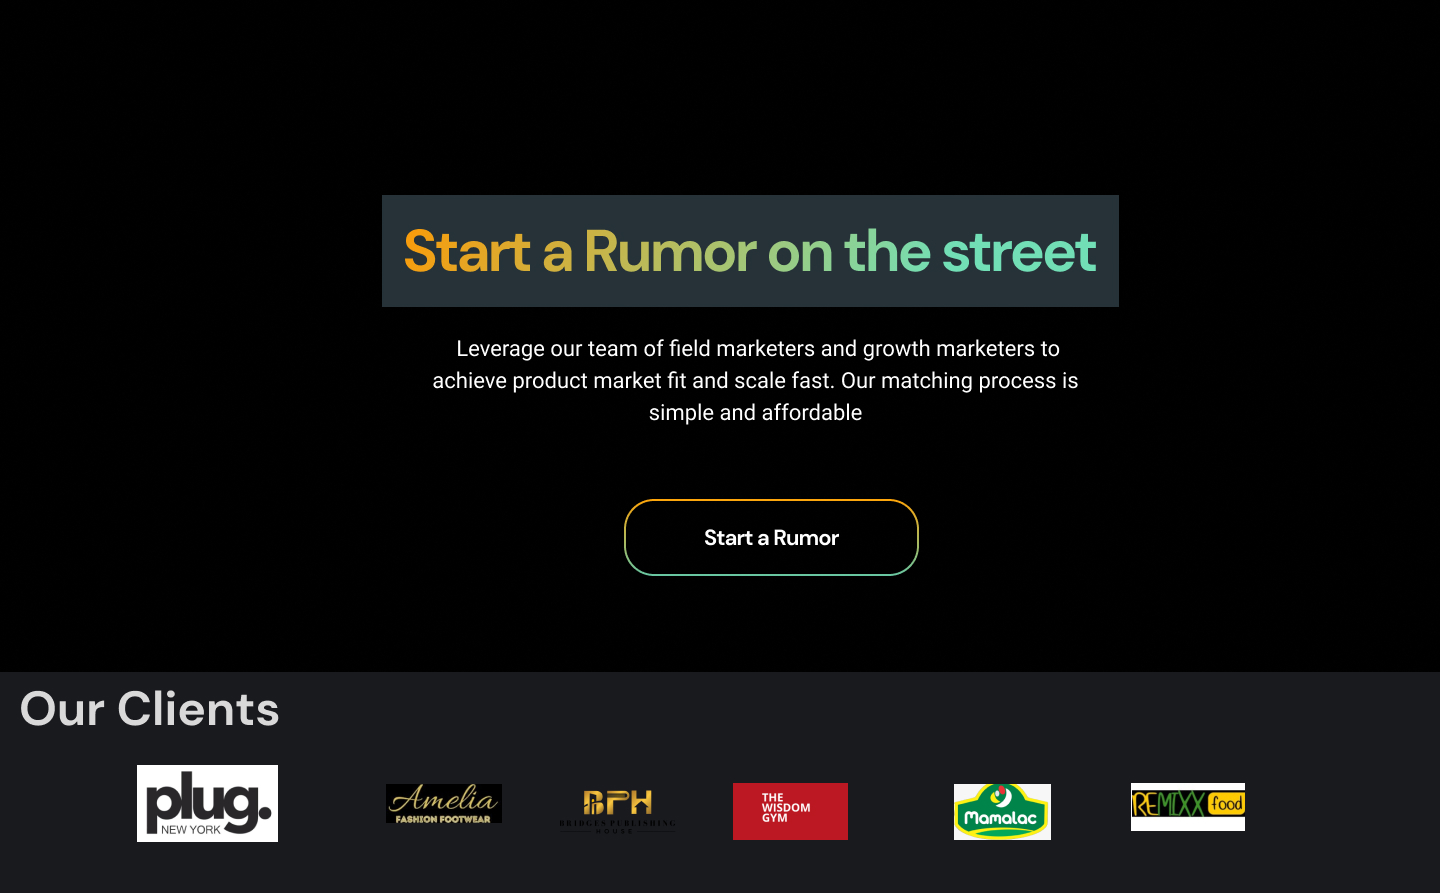 Start a Rumor on the street
Leverage our team of field marketers and growth marketers to
achieve product market fit and scale fast. Our matching process is
simple and affordable
Start a Rumor
Our Clients
plug.
NEW YORK
Amelia
FASHION FOOTWEAR
BPH
BRIDGES PUBLISHING
HOUSE
THE
WISDOM
GYM
Mamalac
REMIXX food